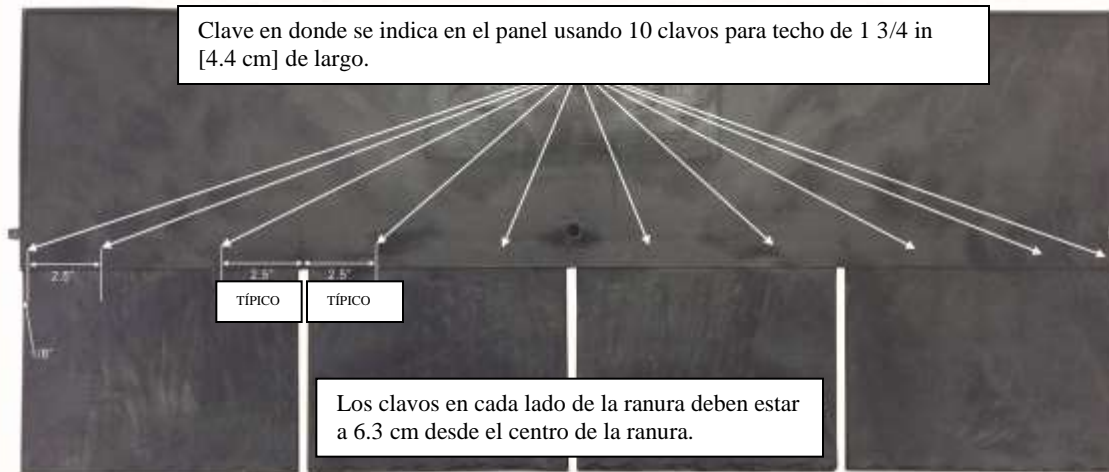 Clave en donde se indica en el panel usando 10 clavos para techo de 1 3/4 in
[4.4 cm] de largo.
2.5"
2.5"
2.5"
TÍPICO
TÍPICO
Los clavos en cada lado de la ranura deben estar
a 6.3 cm desde el centro de la ranura.